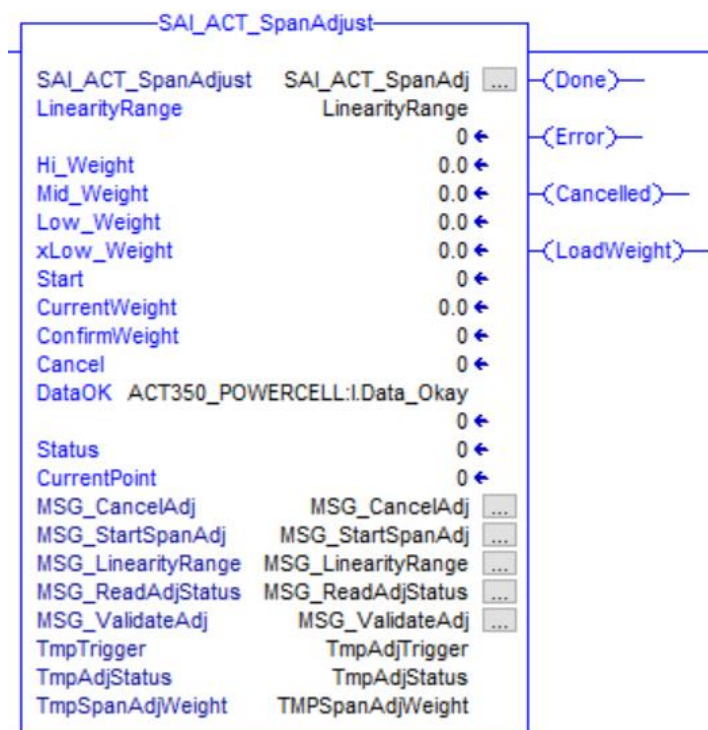 SAI_ACT_SpanAdjust
SAI_ACT_SpanAdjust SAI_ACT_SpanAdj ... (Done)
LinearityRange LinearityRange
0 (Error)
Hi_Weight 0.0
Mid_Weight 0.0 (Cancelled)
Low_Weight 0.0
xLow_Weight 0.0 (LoadWeight)
Start 0
CurrentWeight 0.0
ConfirmWeight 0
Cancel 0
DataOK ACT350_POWERCELL:I.Data_Okay
0
Status 0
CurrentPoint 0
MSG_CancelAdj MSG_CancelAdj ...
MSG_StartSpanAdj MSG_StartSpanAdj ...
MSG_LinearityRange MSG_LinearityRange ...
MSG_ReadAdjStatus MSG_ReadAdjStatus ...
MSG_ValidateAdj MSG_ValidateAdj ...
TmpTrigger TmpAdjTrigger
TmpAdjStatus TmpAdjStatus
TmpSpanAdjWeight TMPSpanAdjWeight